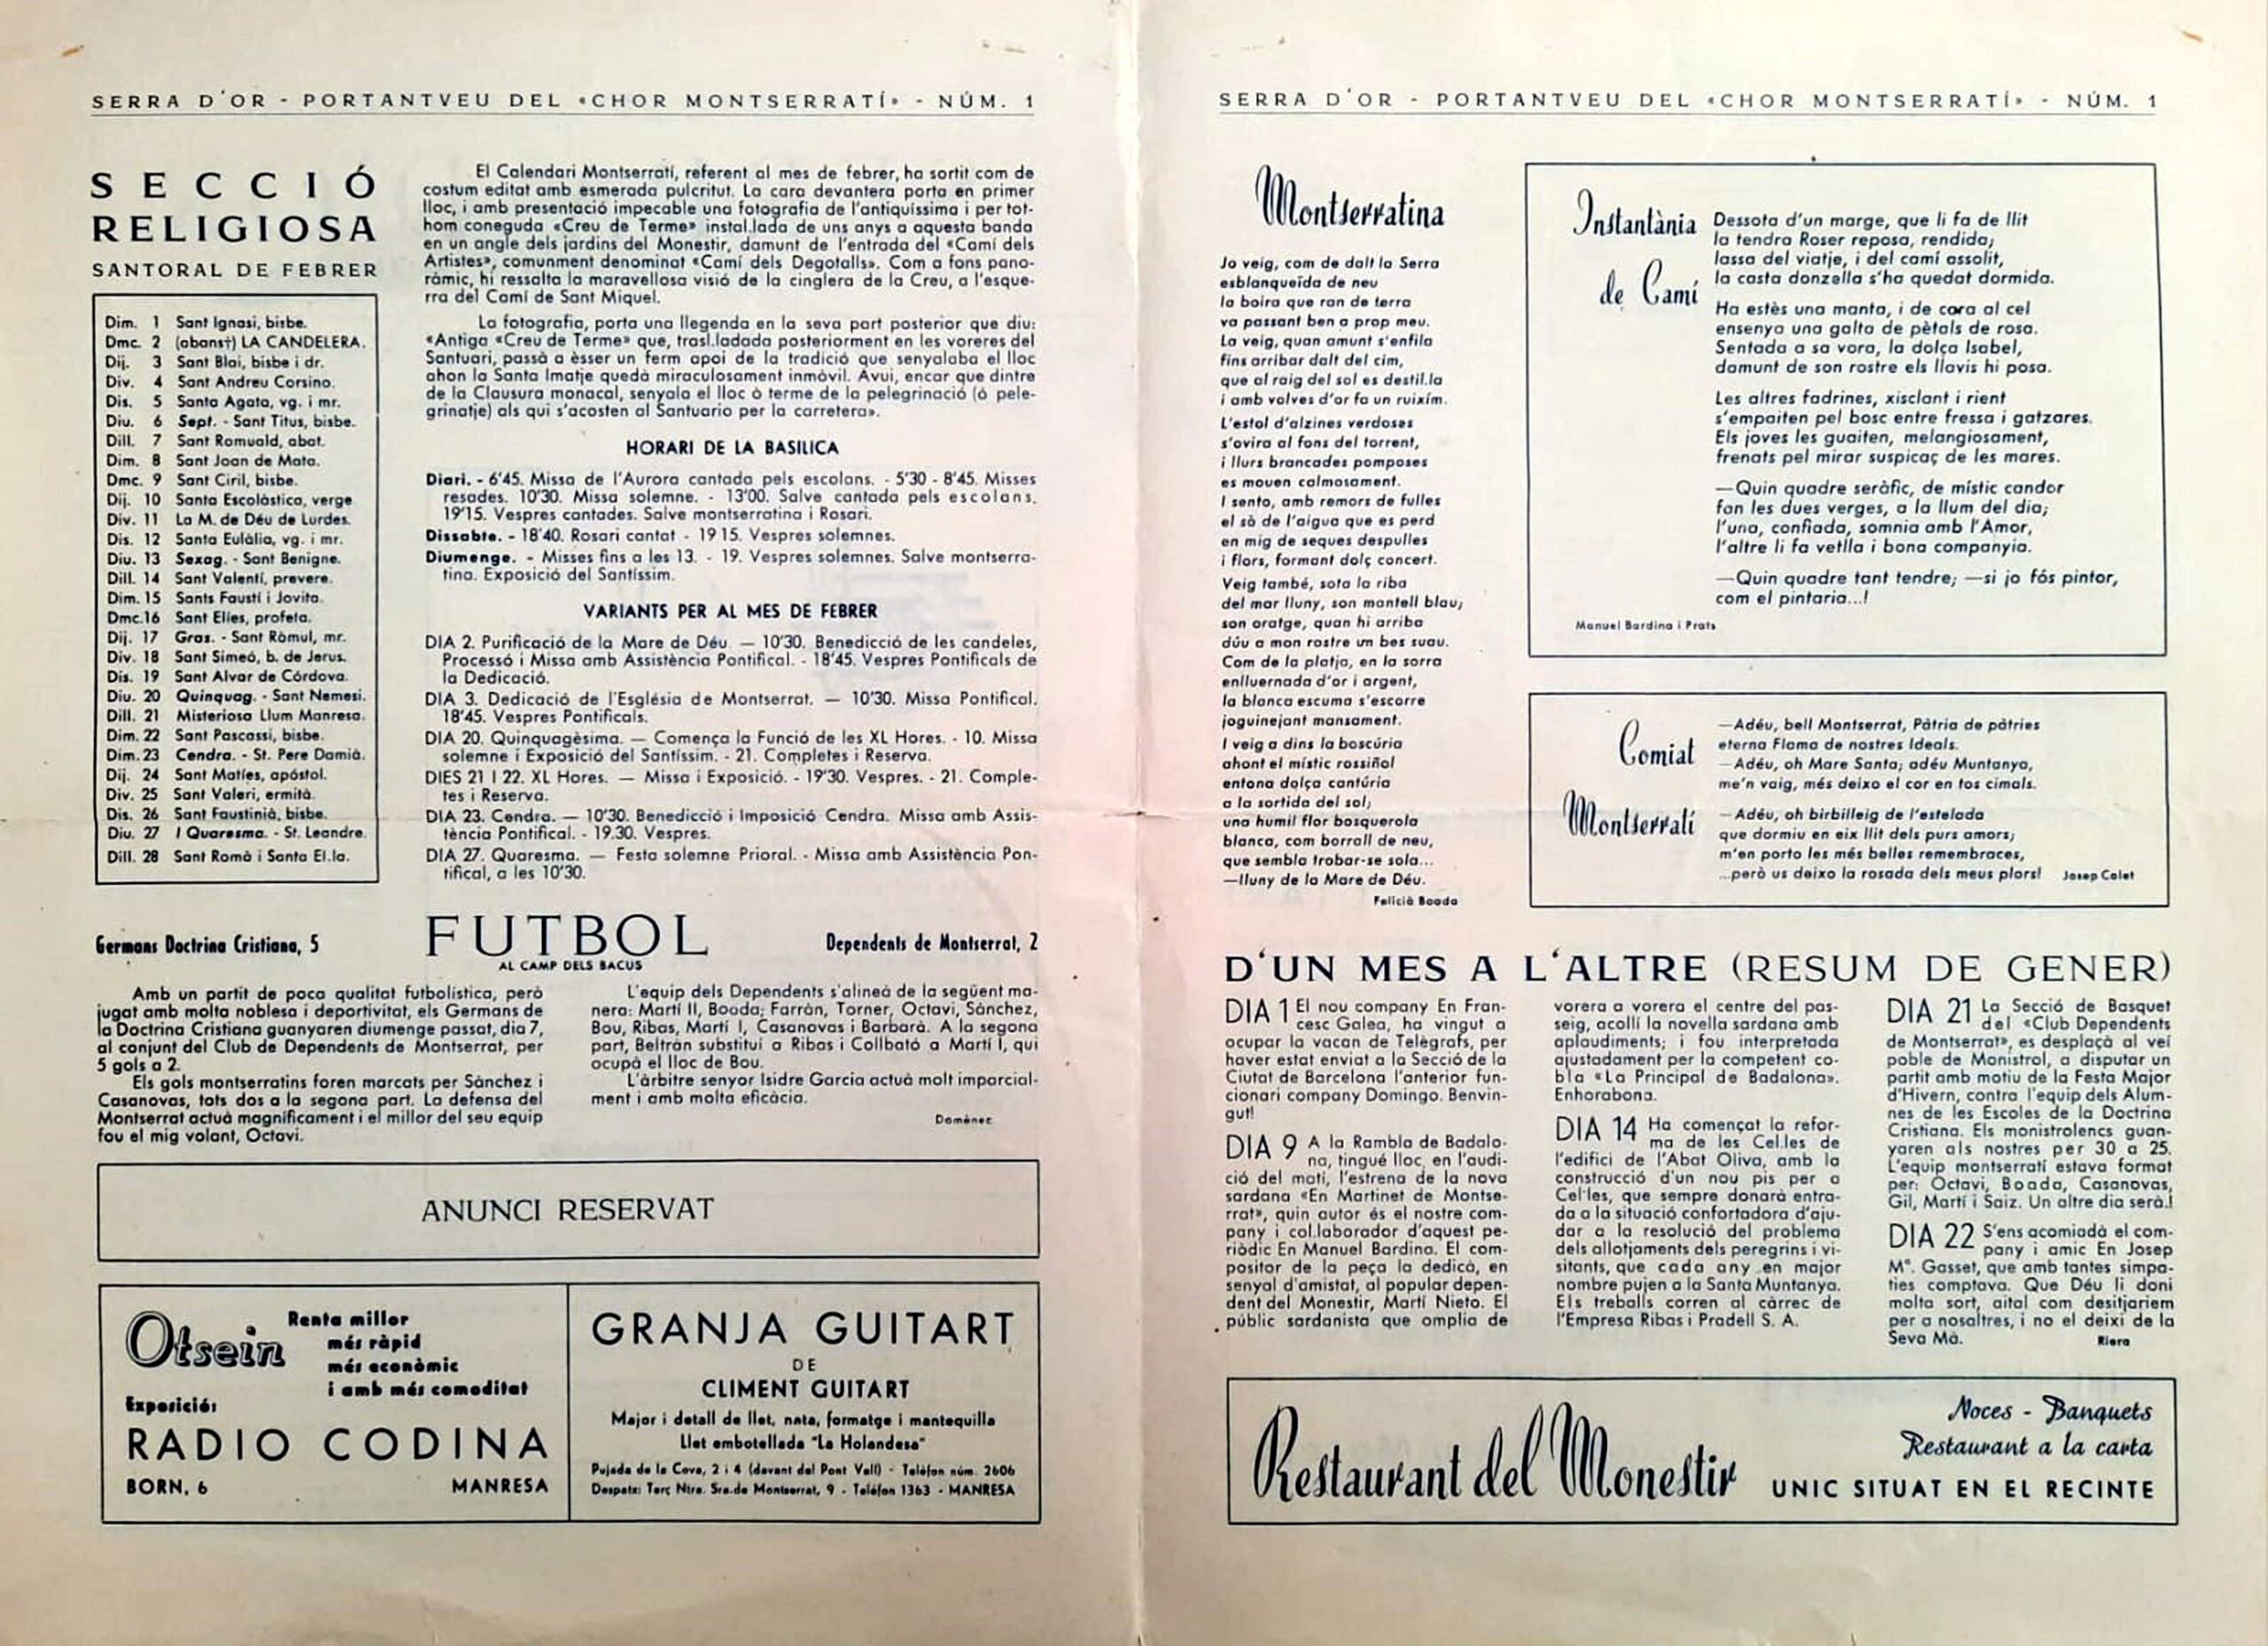 SERRA D'OR - PORTANTVEU DEL «CHOR MONTSERRATÍ» - NÚM. 1
SECCIÓ
RELIGIOSA
SANTORAL DE FEBRER
Dim. 1 Sant Ignasi, bisbe.
Dmc. 2 (abans†) LA CANDELERA.
Dij. 3 Sant Blai, bisbe i dr.
Div. 4 Sant Andreu Corsino.
Dis. 5 Santa Agata, vg. i mr.
Diu. 6 Sept. - Sant Titus, bisbe.
Dill. 7 Sant Romuald, abat.
Dim. 8 Sant Joan de Mata.
Dmc. 9 Sant Ciril, bisbe.
Dij. 10 Santa Escolàstica, verge
Div. 11 La M. de Déu de Lurdes.
Dis. 12 Santa Eulàlia, vg. i mr.
Diu. 13 Sexag. - Sant Benigne.
Dill. 14 Sant Valentí, prevere.
Dim. 15 Sants Faustí i Jovita.
Dmc.16 Sant Elíes, profeta.
Dij. 17 Gras. - Sant Ròmul, mr.
Div. 18 Sant Simeó, b. de Jerus.
Dis. 19 Sant Alvar de Córdova.
Diu. 20 Quinquag. - Sant Nemesi.
Dill. 21 Misteriosa Llum Manresa.
Dim. 22 Sant Pascassi, bisbe.
Dim. 23 Cendra. - St. Pere Damià.
Dij. 24 Sant Matíes, apóstol.
Div. 25 Sant Valeri, ermità.
Dis. 26 Sant Faustinià, bisbe.
Diu. 27 I Quaresma. - St. Leandre.
Dill. 28 Sant Romà i Santa El.la.
El Calendari Montserratí, referent al mes de febrer, ha sortit com de
costum editat amb esmerada pulcritut. La cara devantera porta en primer
lloc, i amb presentació impecable una fotografia de l'antiquíssima i per tot-
hom coneguda «Creu de Terme» instal.lada de uns anys a aquesta banda
en un angle dels jardins del Monestir, damunt de l'entrada del «Camí dels
Artistes», comunment denominat «Camí dels Degotalls». Com a fons pano-
ràmic, hi ressalta la maravellosa visió de la cinglera de la Creu, a l'esque-
rra del Camí de Sant Miquel.
La fotografia, porta una llegenda en la seva part posterior que diu:
«Antiga «Creu de Terme» que, trasl.ladada posteriorment en les voreres del
Santuari, passà a èsser un ferm apoi de la tradició que senyalaba el lloc
ahon la Santa Imatje quedà miraculosament inmòvil. Avui, encar que dintre
de la Clausura monacal, senyala el lloc ò terme de la pelegrinació (ó pele-
grinatje) als qui s'acosten al Santuario per la carretera».
HORARI DE LA BASILICA
Diari. - 6'45. Missa de l'Aurora cantada pels escolans. - 5'30 - 8'45. Misses
resades. 10'30. Missa solemne. - 13'00. Salve cantada pels escolans.
19'15. Vespres cantades. Salve montserratina i Rosari.
Dissabte. - 18'40. Rosari cantat - 19 15. Vespres solemnes.
Diumenge. - Misses fins a les 13. - 19. Vespres solemnes. Salve montserra-
tina. Exposició del Santíssim.
VARIANTS PER AL MES DE FEBRER
DIA 2. Purificació de la Mare de Déu. — 10'30. Benedicció de les candeles,
Processó i Missa amb Assistència Pontifical. - 18'45. Vespres Pontificals de
la Dedicació.
DIA 3. Dedicació de l'Església de Montserrat. — 10'30. Missa Pontifical.
18'45. Vespres Pontificals.
DIA 20. Quinquagèsima. — Comença la Funció de les XL Hores. - 10. Missa
solemne i Exposició del Santíssim. - 21. Completes i Reserva.
DIES 21 I 22. XL Hores. — Missa i Exposició. - 19'30. Vespres. - 21. Comple-
tes i Reserva.
DIA 23. Cendra. — 10'30. Benedicció i Imposició Cendra. Missa amb Assis-
tència Pontifical. - 19.30. Vespres.
DIA 27. Quaresma. — Festa solemne Prioral. - Missa amb Assistència Pon-
tifical, a les 10'30.
Germans Doctrina Cristiana, 5
FUTBOL
AL CAMP DELS BACUS
Dependents de Montserrat, 2
Amb un partit de poca qualitat futbolística, però
jugat amb molta noblesa i deportivitat, els Germans de
la Doctrina Cristiana guanyaren diumenge passat, dia 7,
al conjunt del Club de Dependents de Montserrat, per
5 gols a 2.
Els gols montserratins foren marcats per Sànchez i
Casanovas, tots dos a la segona part. La defensa del
Montserrat actuà magníficament i el millor del seu equip
fou el mig volant, Octavi.
L'equip dels Dependents s'alineà de la següent ma-
nera: Martí II, Boada; Farràn, Torner, Octavi, Sànchez,
Bou, Ribas, Martí I, Casanovas i Barbarà. A la segona
part, Beltràn substituí a Ribas i Collbató a Martí I, qui
ocupà el lloc de Bou.
L'àrbitre senyor Isidre Garcia actuà molt imparcial-
ment i amb molta eficàcia.
Domènec
ANUNCI RESERVAT
Otsein
Renta millor
més ràpid
més econòmic
i amb més comoditat
Exposició:
RADIO CODINA
BORN, 6 MANRESA
GRANJA GUITART
DE
CLIMENT GUITART
Major i detall de llet, nata, formatge i mantequilla
Llet embotellada "La Holandesa"
Pujada de la Cova, 2 i 4 (davant del Pont Vell) - Telèfon núm. 2606
Despatx: Torç Ntra. Sra. de Montserrat, 9 - Telèfon 1363 - MANRESA
SERRA D'OR - PORTANTVEU DEL «CHOR MONTSERRATÍ» - NÚM. 1
Montserratina
Jo veig, com de dalt la Serra
esblanqueïda de neu
la boira que ran de terra
va passant ben a prop meu.
La veig, quan amunt s'enfila
fins arribar dalt del cim,
que al raig del sol es destil.la
i amb volves d'or fa un ruixím.
L'estol d'alzines verdoses
s'ovira al fons del torrent,
i llurs brancades pomposes
es mouen calmosament.
I sento, amb remors de fulles
el sò de l'aigua que es perd
en mig de seques despulles
i flors, formant dolç concert.
Veig també, sota la riba
del mar lluny, son mantell blau;
son oratge, quan hi arriba
dúu a mon rostre un bes suau.
Com de la platja, en la sorra
enlluernada d'or i argent,
la blanca escuma s'escorre
joguinejant mansament.
I veig a dins la boscúria
ahont el místic rossiñol
entona dolça cantúria
a la sortida del sol;
una humil flor bosquerola
blanca, com borrall de neu,
que sembla trobar-se sola...
—lluny de la Mare de Déu.
Felicià Boada
Instantània
de Camí
Dessota d'un marge, que li fa de llit
la tendra Roser reposa, rendida;
lassa del viatje, i del camí assolit,
la casta donzella s'ha quedat dormida.
Ha estès una manta, i de cara al cel
ensenya una galta de pètals de rosa.
Sentada a sa vora, la dolça Isabel,
damunt de son rostre els llavis hi posa.
Les altres fadrines, xisclant i rient
s'empaiten pel bosc entre fressa i gatzares.
Els joves les guaiten, melangiosament,
frenats pel mirar suspicaç de les mares.
—Quin quadre seràfic, de místic candor
fan les dues verges, a la llum del dia;
l'una, confiada, somnia amb l'Amor,
l'altre li fa vetlla i bona companyia.
—Quin quadre tant tendre; —si jo fós pintor,
com el pintaria...!
Manuel Bardina i Prats
Comiat
Montserratí
—Adéu, bell Montserrat, Pàtria de pàtries
eterna Flama de nostres Ideals.
—Adéu, oh Mare Santa; adéu Muntanya,
me'n vaig, més deixo el cor en tos cimals.
—Adéu, oh birbilleig de l'estelada
que dormiu en eix llit dels purs amors;
m'en porto les més belles remembraces,
...però us deixo la rosada dels meus plors! Josep Calet
D'UN MES A L'ALTRE (RESUM DE GENER)
DIA 1 El nou company En Fran-
cesc Galea, ha vingut a
ocupar la vacan de Telègrafs, per
haver estat enviat a la Secció de la
Ciutat de Barcelona l'anterior fun-
cionari company Domingo. Benvin-
gut!
DIA 9 A la Rambla de Badalo-
na, tingué lloc, en l'audi-
ció del matí, l'estrena de la nova
sardana «En Martinet de Montse-
rrat», quin autor és el nostre com-
pany i col.laborador d'aquest pe-
riòdic En Manuel Bardina. El com-
positor de la peça la dedicà, en
senyal d'amistat, al popular depen-
dent del Monestir, Martí Nieto. El
públic sardanista que omplia de
vorera a vorera el centre del pas-
seig, acollí la novella sardana amb
aplaudiments; i fou interpretada
ajustadament per la competent co-
bla «La Principal de Badalona».
Enhorabona.
DIA 14 Ha començat la refor-
ma de les Cel.les de
l'edifici de l'Abat Oliva, amb la
construcció d'un nou pis per a
Cel·les, que sempre donarà entra-
da a la situació confortadora d'aju-
dar a la resolució del problema
dels allotjaments dels peregrins i vi-
sitants, que cada any en major
nombre pujen a la Santa Muntanya.
Els treballs corren al càrrec de
l'Empresa Ribas i Pradell S. A.
DIA 21 La Secció de Basquet
del «Club Dependents
de Montserrat», es desplaçà al veí
poble de Monistrol, a disputar un
partit amb motiu de la Festa Major
d'Hivern, contra l'equip dels Alum-
nes de les Escoles de la Doctrina
Cristiana. Els monistrolencs guan-
yaren als nostres per 30 a 25.
L'equip montserratí estava format
per: Octavi, Boada, Casanovas,
Gil, Martí i Saiz. Un altre dia serà.!
DIA 22 S'ens acomiadà el com-
pany i amic En Josep
Mª. Gasset, que amb tantes simpa-
ties comptava. Que Déu li doni
molta sort, aital com desitjariem
per a nosaltres, i no el deixi de la
Seva Mà.
Riera
Restaurant del Monestir
Noces - Banquets
Restaurant a la carta
UNIC SITUAT EN EL RECINTE